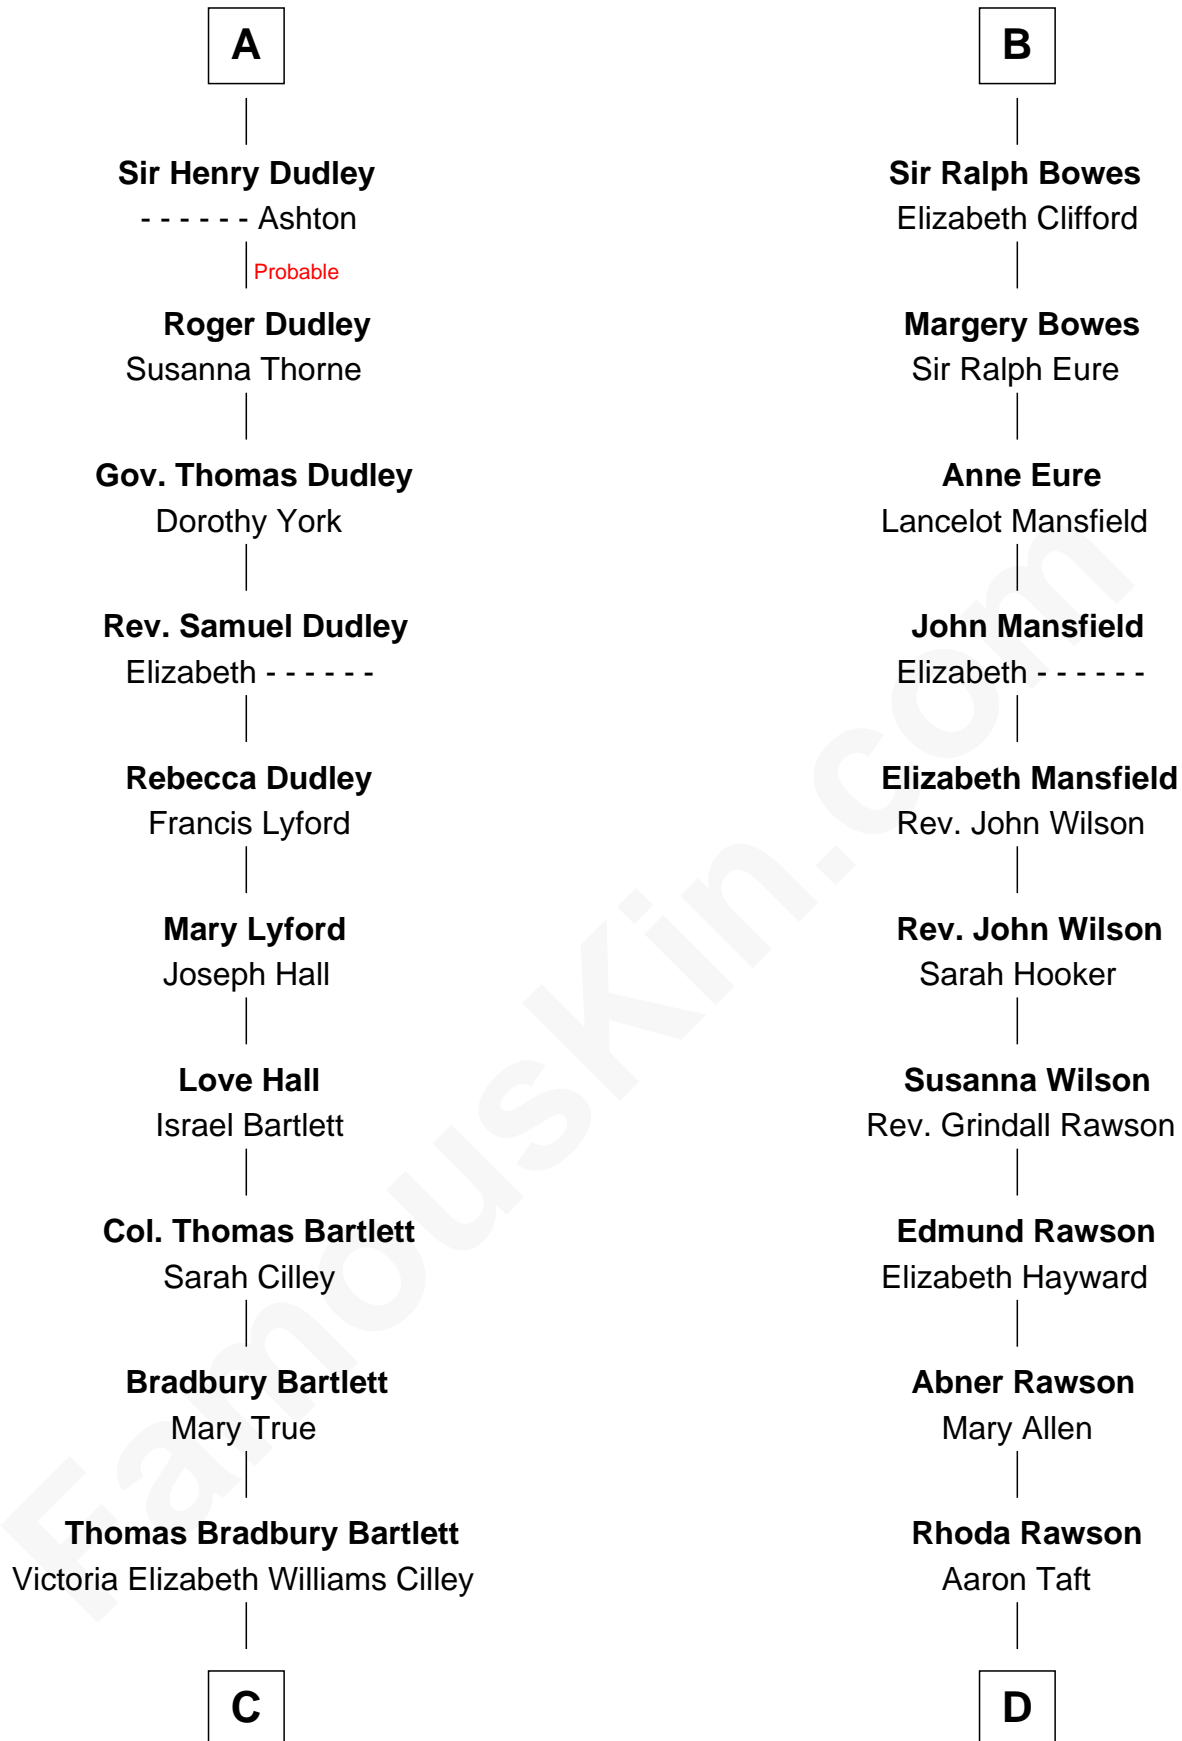 A
Sir Henry Dudley
- - - - - - Ashton
Probable
Roger Dudley
Susanna Thorne
Gov. Thomas Dudley
Dorothy York
Rev. Samuel Dudley
Elizabeth - - - - - -
Rebecca Dudley
Francis Lyford
Mary Lyford
Joseph Hall
Love Hall
Israel Bartlett
Col. Thomas Bartlett
Sarah Cilley
Bradbury Bartlett
Mary True
Thomas Bradbury Bartlett
Victoria Elizabeth Williams Cilley
C
B
Sir Ralph Bowes
Elizabeth Clifford
Margery Bowes
Sir Ralph Eure
Anne Eure
Lancelot Mansfield
John Mansfield
Elizabeth - - - - - -
Elizabeth Mansfield
Rev. John Wilson
Rev. John Wilson
Sarah Hooker
Susanna Wilson
Rev. Grindall Rawson
Edmund Rawson
Elizabeth Hayward
Abner Rawson
Mary Allen
Rhoda Rawson
Aaron Taft
D
FamousKin.com